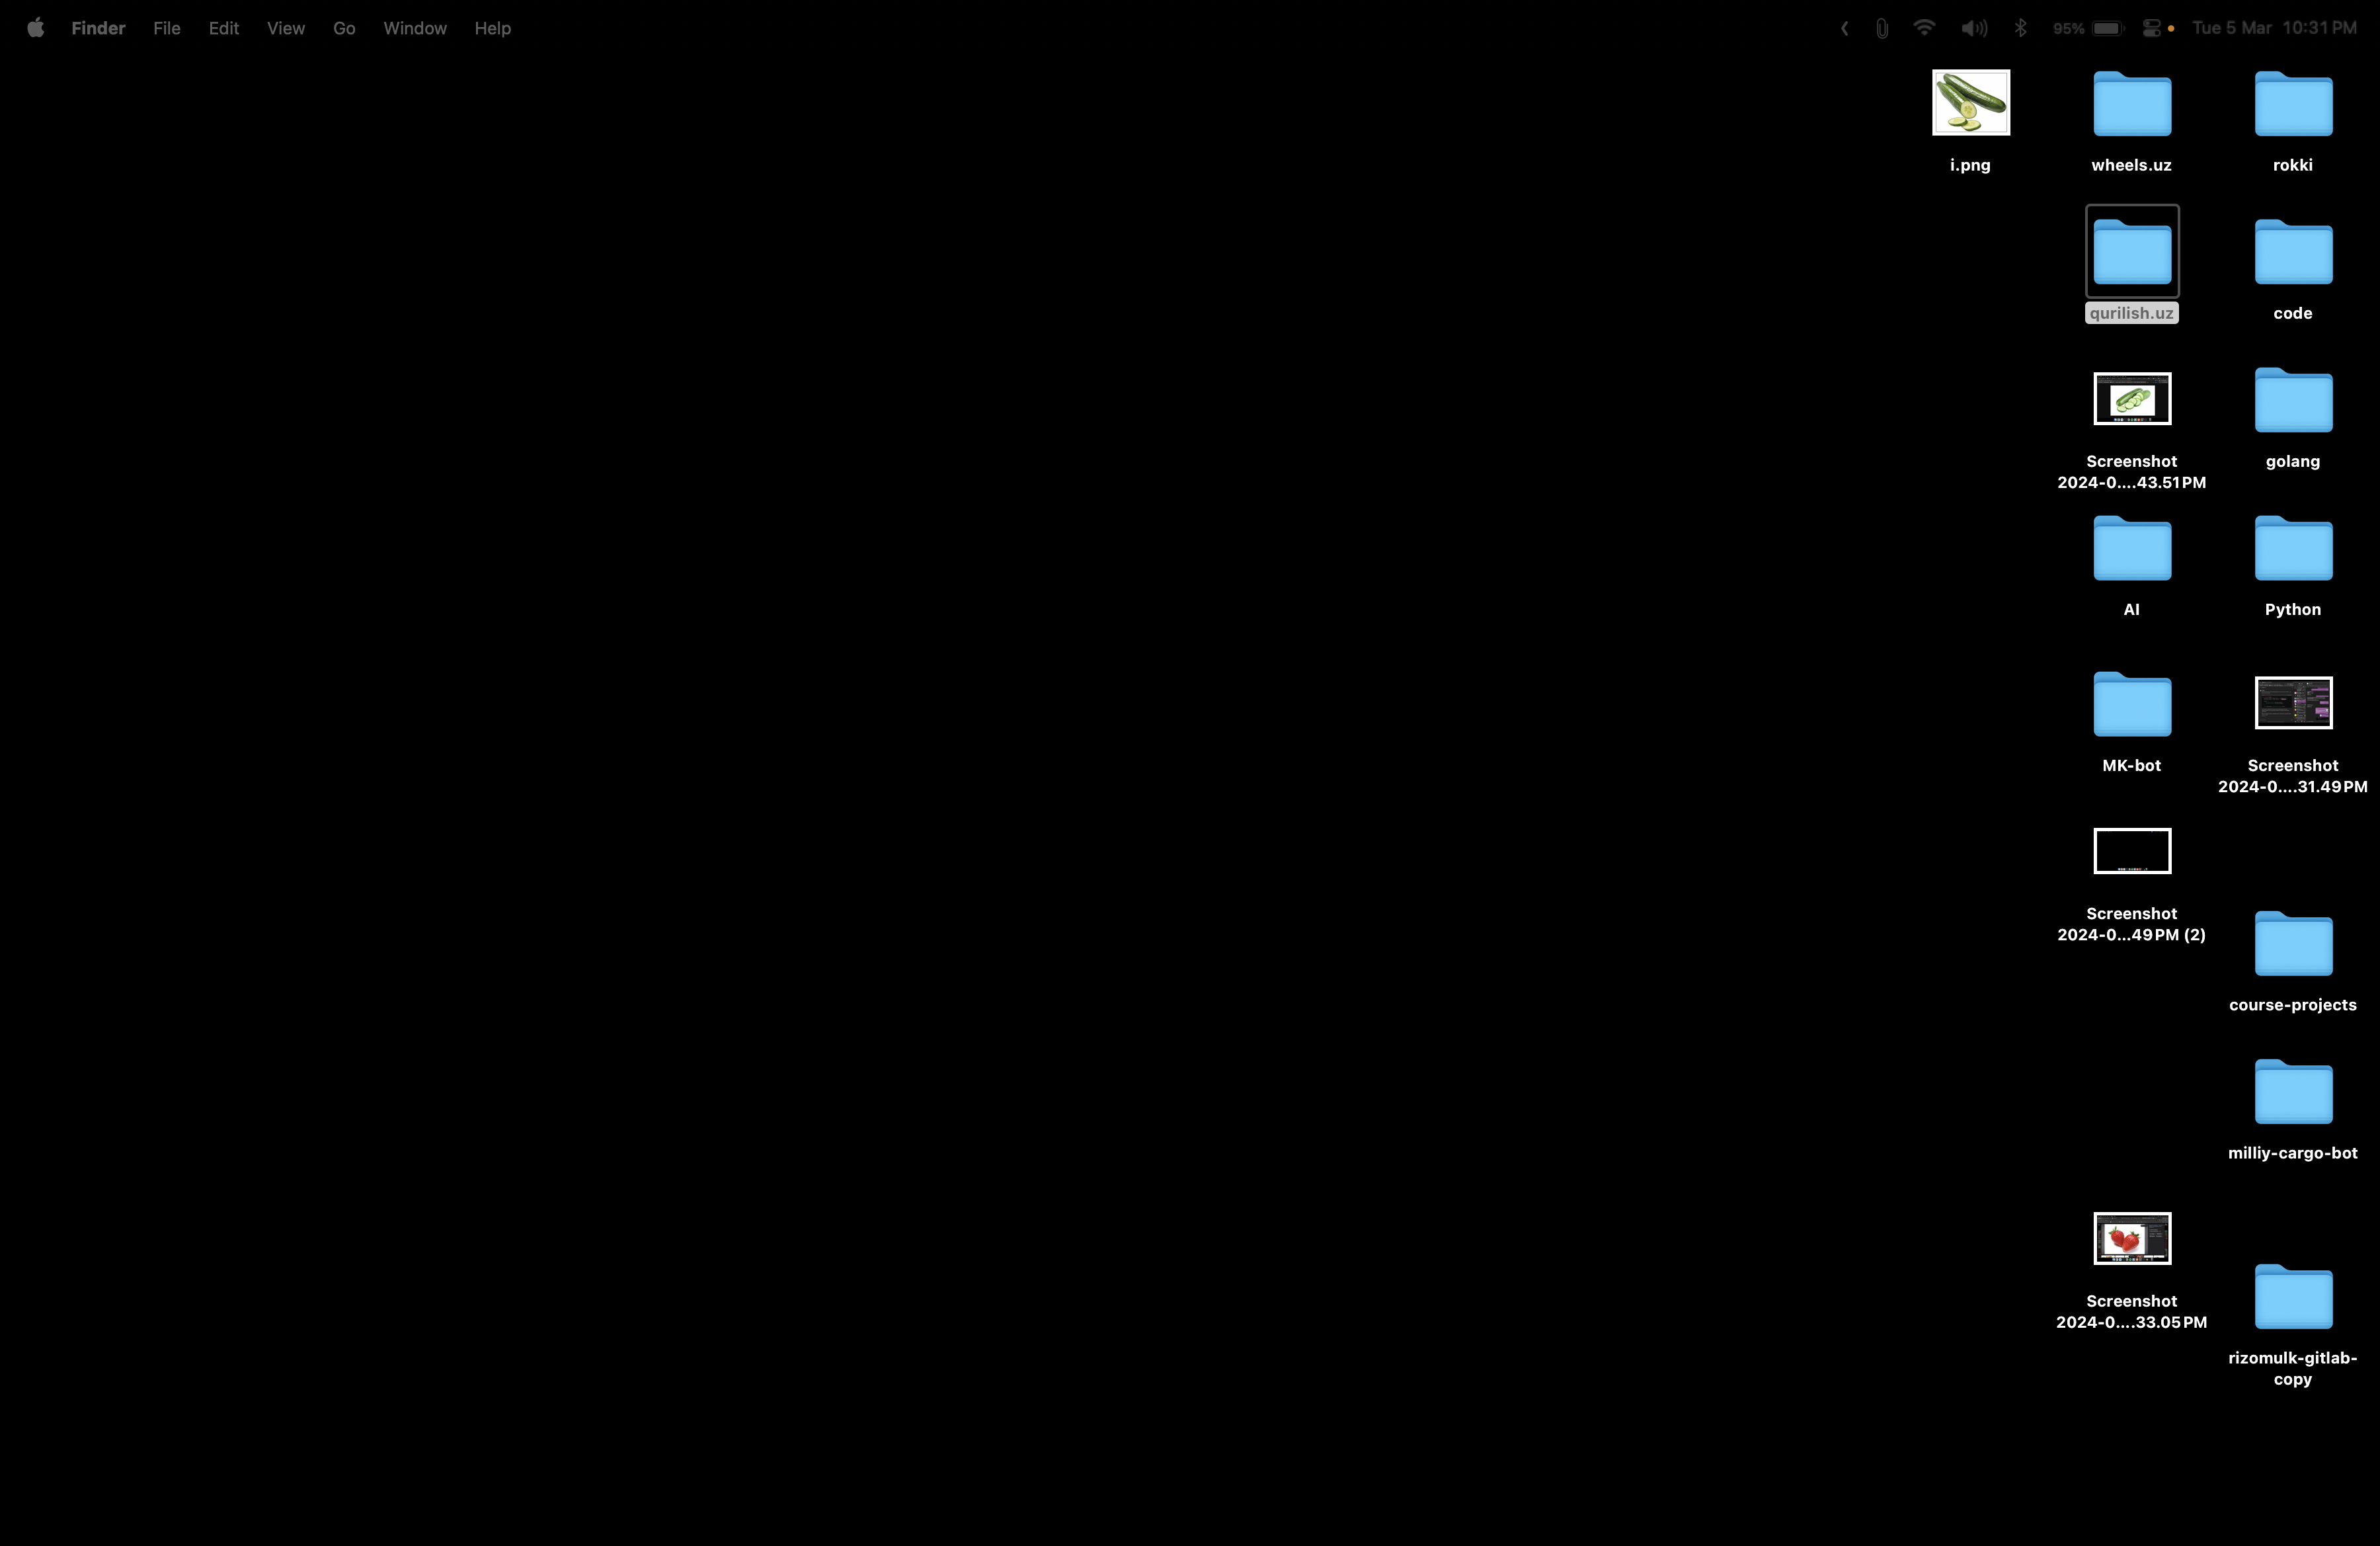 Finder File Edit View Go Window Help 95% Tue 5 Mar 10:31 PM
i.png
wheels.uz
rokki
qurilish.uz
code
Screenshot
2024-0....43.51 PM
golang
AI
Python
MK-bot
Screenshot
2024-0....31.49 PM
Screenshot
2024-0...49 PM (2)
course-projects
milliy-cargo-bot
Screenshot
2024-0....33.05 PM
rizomulk-gitlab-
copy